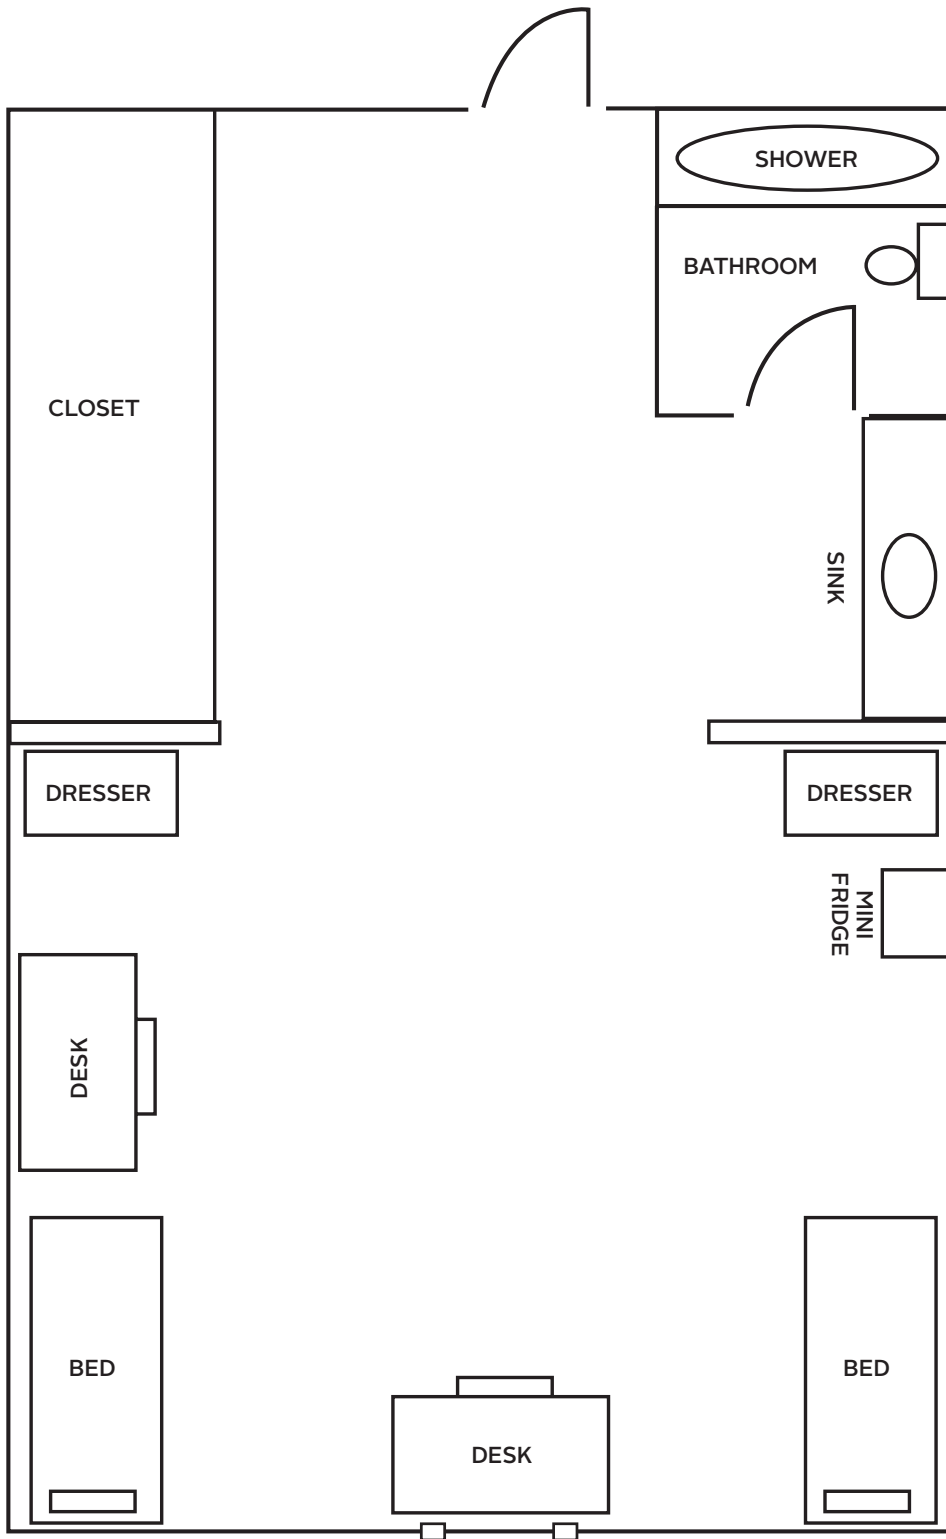 SHOWER
BATHROOM
CLOSET
SINK
DRESSER
DRESSER
MINI
FRIDGE
DESK
BED
BED
DESK